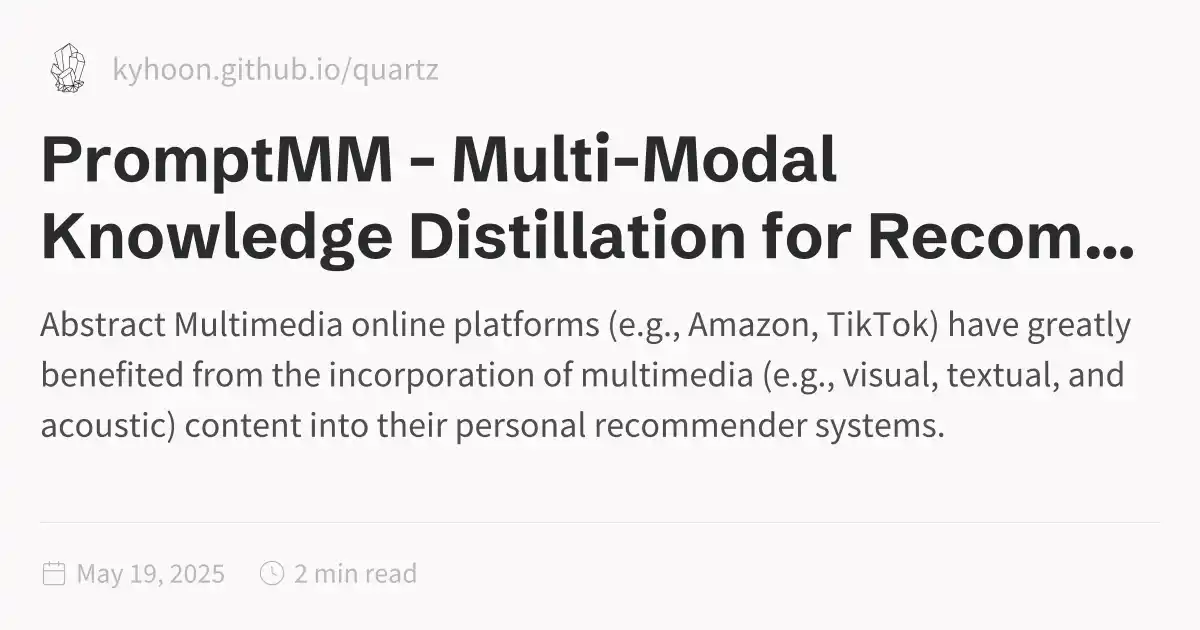 kyhoon.github.io/quartz
PromptMM - Multi-Modal
Knowledge Distillation for Recom...
Abstract Multimedia online platforms (e.g., Amazon, TikTok) have greatly
benefited from the incorporation of multimedia (e.g., visual, textual, and
acoustic) content into their personal recommender systems.
May 19, 2025 2 min read